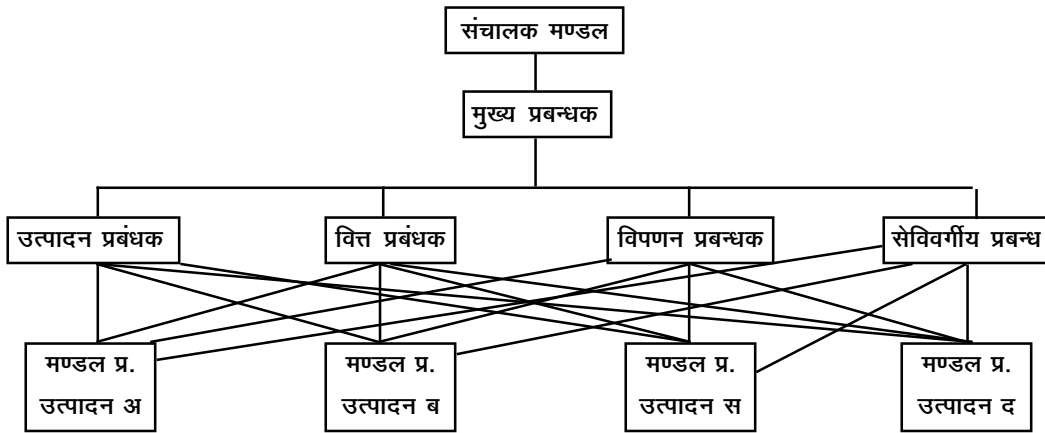 संचालक मण्डल
मुख्य प्रबन्धक
उत्पादन प्रबंधक
वित्त प्रबंधक
विपणन प्रबन्धक
सेविवर्गीय प्रबन्ध
मण्डल प्र.
उत्पादन अ
मण्डल प्र.
उत्पादन ब
मण्डल प्र.
उत्पादन स
मण्डल प्र.
उत्पादन द